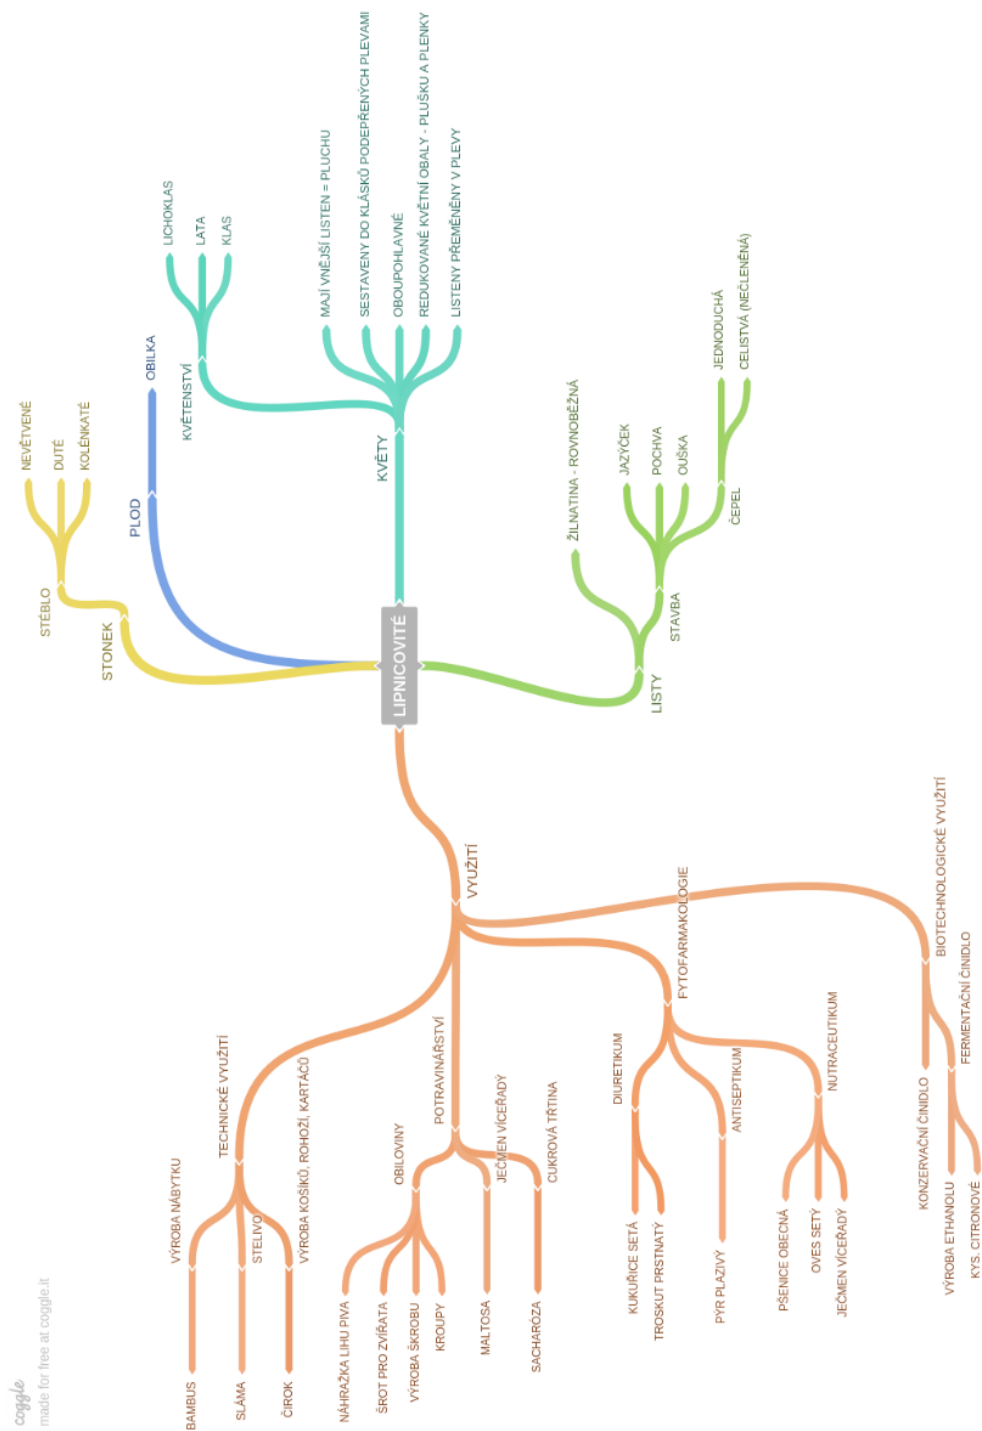 LIPNICOVITÉ
STONEK
STÉBLO
NEVĚTVENÉ
DUTÉ
KOLÉNKATÉ
PLOD
OBILKA
KVĚTY
KVĚTENSTVÍ
LICHOKLAS
LATA
KLAS
MAJÍ VNĚJŠÍ LISTEN = PLUCHU
SESTAVENY DO KLÁSKŮ PODEPŘENÝCH PLEVAMI
OBOUPOHLAVNÉ
REDUKOVANÉ KVĚTNÍ OBALY - PLUŠKU A PLENKY
LISTENY PŘEMĚNĚNY V PLEVY
LISTY
ŽILNATINA - ROVNOBĚŽNÁ
STAVBA
JAZÝČEK
POCHVA
OUŠKA
ČEPEL
JEDNODUCHÁ
CELISTVÁ (NEČLENĚNÁ)
VYUŽITÍ
TECHNICKÉ VYUŽITÍ
VÝROBA NÁBYTKU
BAMBUS
STELIVO
SLÁMA
VÝROBA KOŠÍKŮ, ROHOŽÍ, KARTÁČŮ
ČIROK
POTRAVINÁŘSTVÍ
OBILOVINY
NÁHRAŽKA LIHU PIVA
ŠROT PRO ZVÍŘATA
VÝROBA ŠKROBU
KROUPY
JEČMEN VÍCEŘADÝ
MALTOSA
CUKROVÁ TŘTINA
SACHARÓZA
FYTOFARMAKOLOGIE
DIURETIKUM
KUKUŘICE SETÁ
TROSKUT PRSTNATÝ
ANTISEPTIKUM
PÝR PLAZIVÝ
NUTRACEUTIKUM
PŠENICE OBECNÁ
OVES SETÝ
JEČMEN VÍCEŘADÝ
BIOTECHNOLOGICKÉ VYUŽITÍ
KONZERVAČNÍ ČINIDLO
FERMENTAČNÍ ČINIDLO
VÝROBA ETHANOLU
KYS. CITRONOVÉ
coggle
made for free at coggle.it